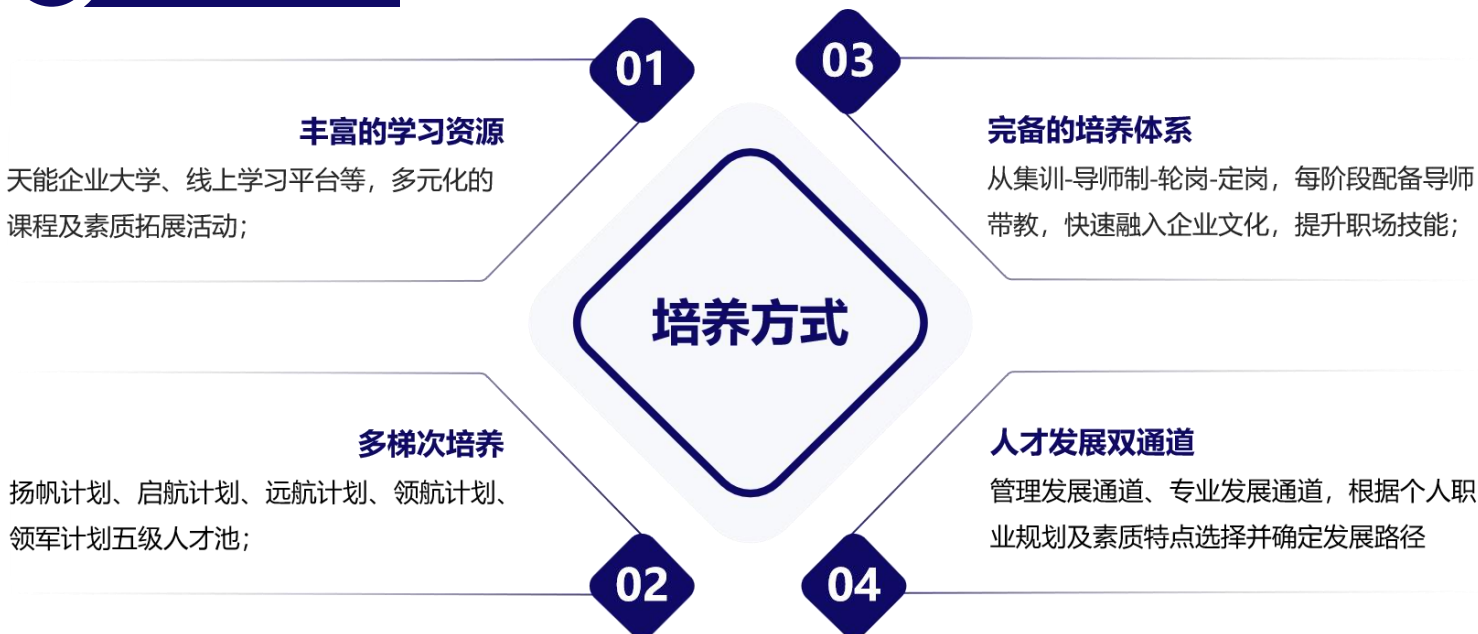 01
丰富的学习资源
天能企业大学、线上学习平台等，多元化的
课程及素质拓展活动；
02
多梯次培养
扬帆计划、启航计划、远航计划、领航计划、
领军计划五级人才池；
培养方式
03
完备的培养体系
从集训-导师制-轮岗-定岗，每阶段配备导师
带教，快速融入企业文化，提升职场技能；
04
人才发展双通道
管理发展通道、专业发展通道，根据个人职
业规划及素质特点选择并确定发展路径